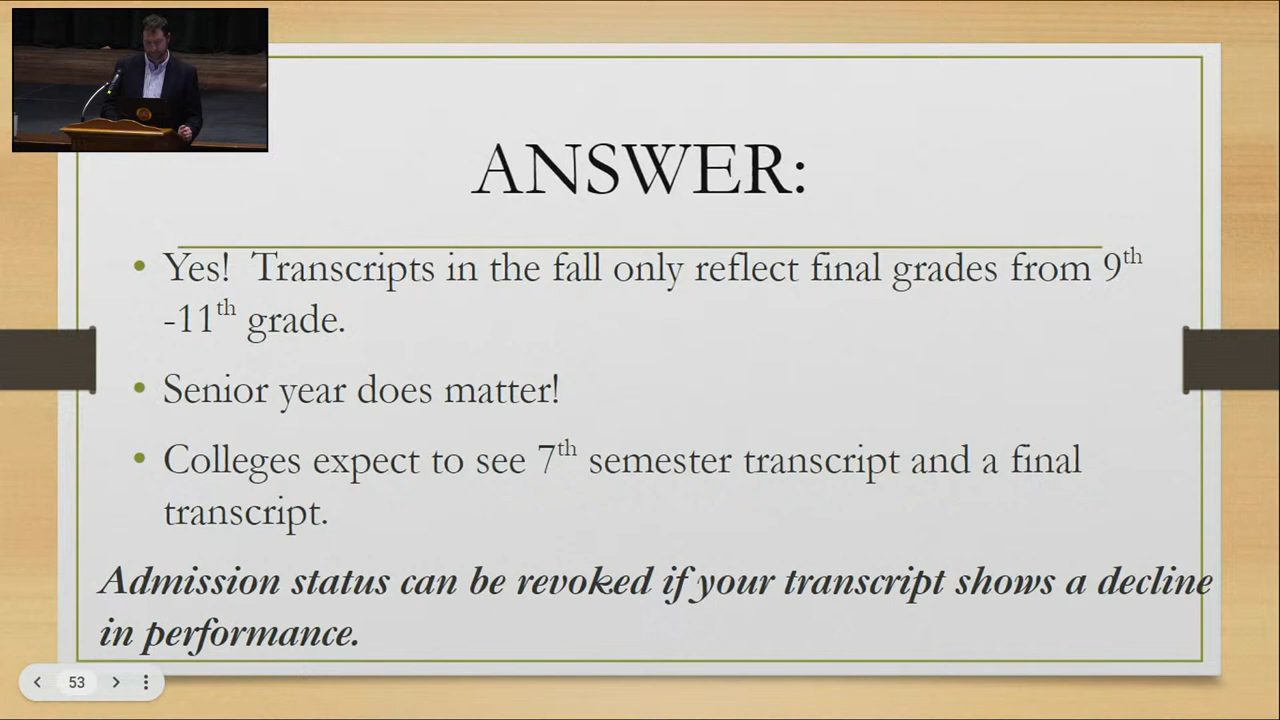 ANSWER:
• Yes!  Transcripts in the fall only reflect final grades from 9th
-11th grade.
• Senior year does matter!
• Colleges expect to see 7th semester transcript and a final
transcript.
Admission status can be revoked if your transcript shows a decline
in performance.
53